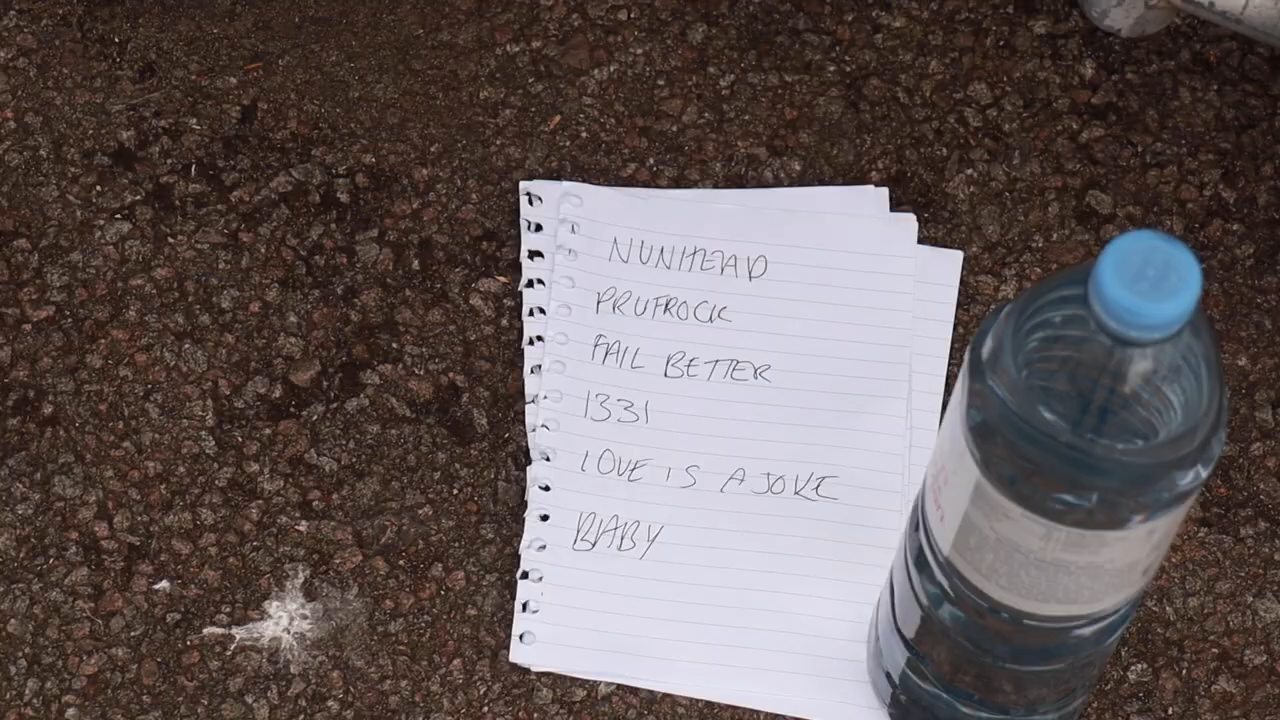 NUNHEAD
PRUFROCK
FAIL BETTER
1331
LOVE IS A JOKE
BABY